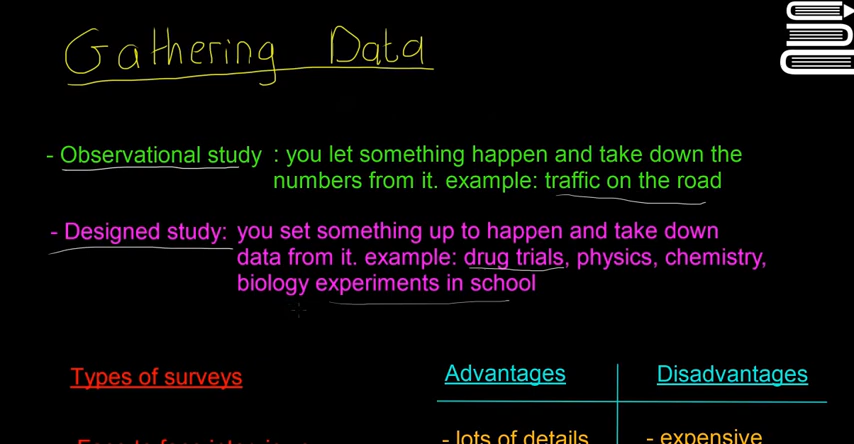 Gathering Data
- Observational study : you let something happen and take down the
numbers from it. example: traffic on the road
- Designed study: you set something up to happen and take down
data from it. example: drug trials, physics, chemistry,
biology experiments in school
Types of surveys
Advantages
Disadvantages
- lots of details
- expensive